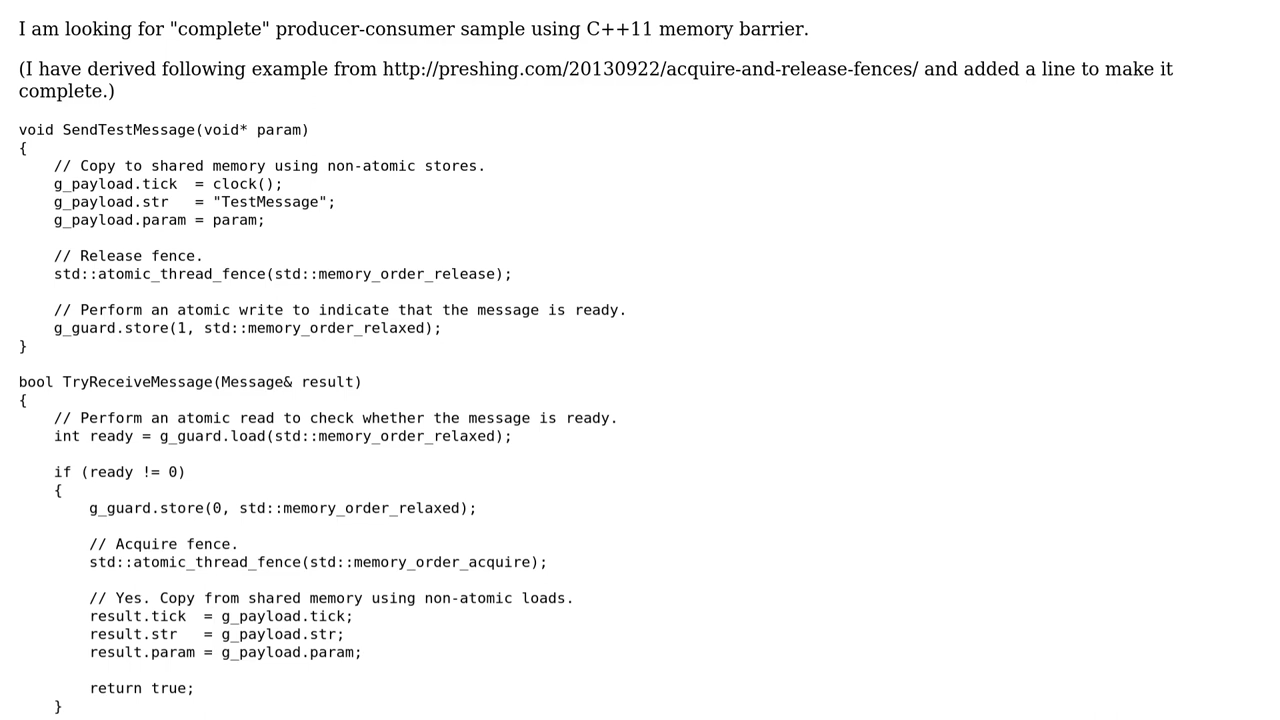 I am looking for "complete" producer-consumer sample using C++11 memory barrier.
(I have derived following example from http://preshing.com/20130922/acquire-and-release-fences/ and added a line to make it
complete.)
void SendTestMessage(void* param)
{
    // Copy to shared memory using non-atomic stores.
    g_payload.tick  = clock();
    g_payload.str   = "TestMessage";
    g_payload.param = param;

    // Release fence.
    std::atomic_thread_fence(std::memory_order_release);

    // Perform an atomic write to indicate that the message is ready.
    g_guard.store(1, std::memory_order_relaxed);
}

bool TryReceiveMessage(Message& result)
{
    // Perform an atomic read to check whether the message is ready.
    int ready = g_guard.load(std::memory_order_relaxed);

    if (ready != 0)
    {
        g_guard.store(0, std::memory_order_relaxed);

        // Acquire fence.
        std::atomic_thread_fence(std::memory_order_acquire);

        // Yes. Copy from shared memory using non-atomic loads.
        result.tick  = g_payload.tick;
        result.str   = g_payload.str;
        result.param = g_payload.param;

        return true;
    }